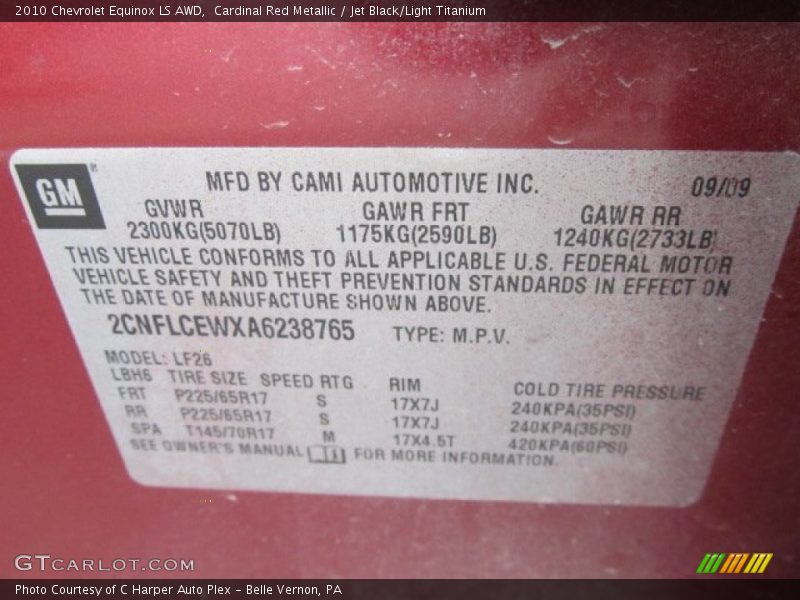 2010 Chevrolet Equinox LS AWD,  Cardinal Red Metallic / Jet Black/Light Titanium
GM
MFD BY CAMI AUTOMOTIVE INC. 09/09
GVWR GAWR FRT GAWR RR
2300KG(5070LB) 1175KG(2590LB) 1240KG(2733LB)
THIS VEHICLE CONFORMS TO ALL APPLICABLE U.S. FEDERAL MOTOR
VEHICLE SAFETY AND THEFT PREVENTION STANDARDS IN EFFECT ON
THE DATE OF MANUFACTURE SHOWN ABOVE.
2CNFLCEWXA6238765 TYPE: M.P.V.
MODEL: LF26
LBH6 TIRE SIZE SPEED RTG RIM COLD TIRE PRESSURE
FRT P225/65R17 S 17X7J 240KPA(35PSI)
RR P225/65R17 S 17X7J 240KPA(35PSI)
SPA T145/70R17 M 17X4.5T 420KPA(60PSI)
SEE OWNER'S MANUAL FOR MORE INFORMATION.
GTCARLOT.COM
Photo Courtesy of C Harper Auto Plex – Belle Vernon, PA